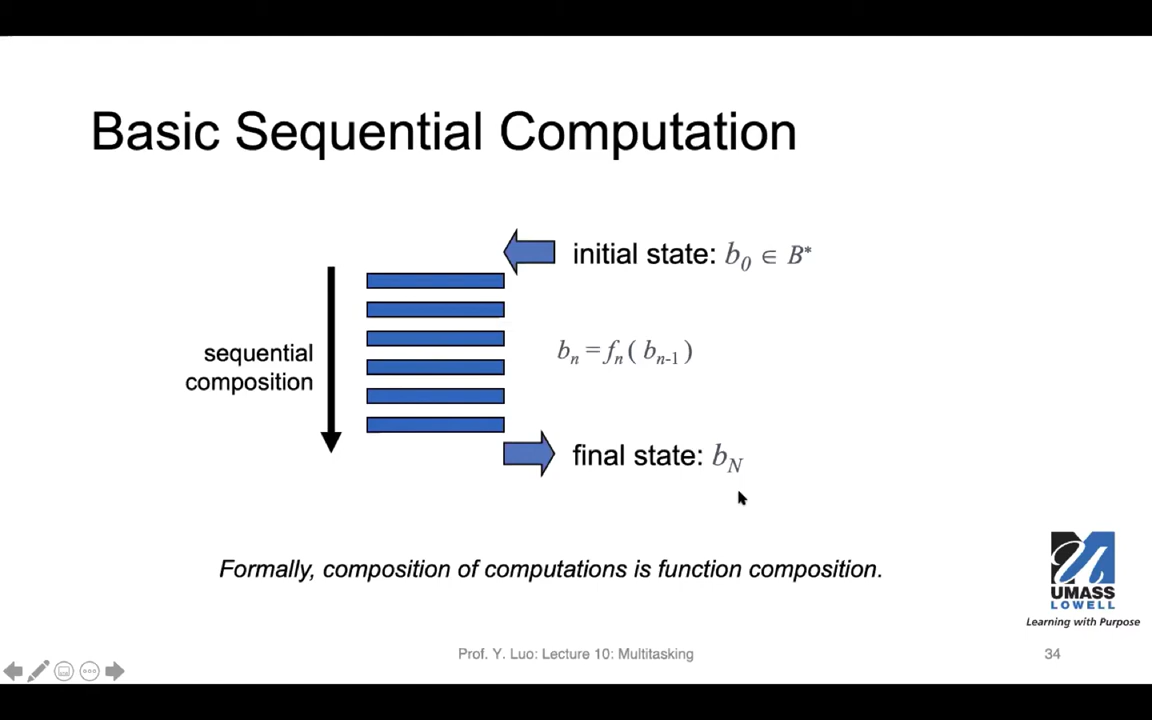 Basic Sequential Computation
initial state: b₀ ∈ B*
sequential
composition
bₙ = fₙ ( bₙ₋₁ )
final state: b_N
Formally, composition of computations is function composition.
UMASS
LOWELL
Learning with Purpose
Prof. Y. Luo: Lecture 10: Multitasking
34